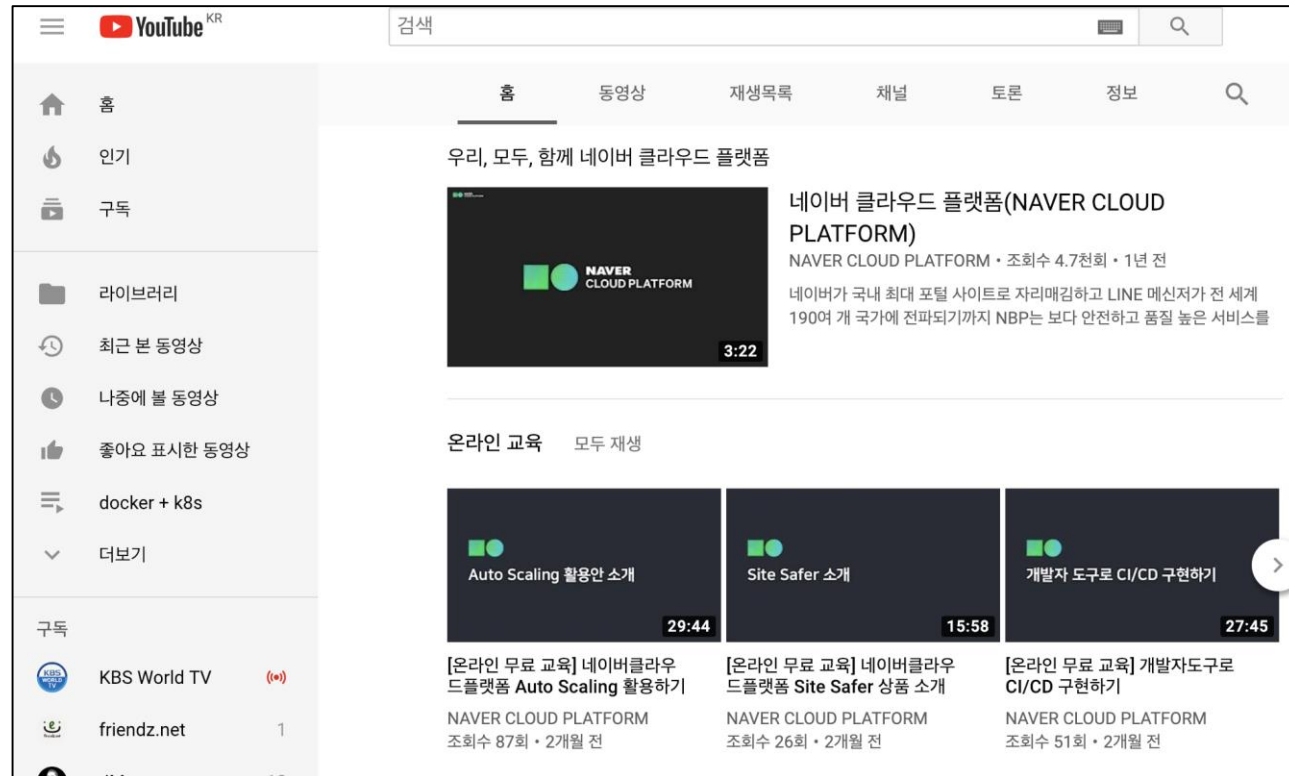 YouTube KR
검색
홈
인기
구독
라이브러리
최근 본 동영상
나중에 볼 동영상
좋아요 표시한 동영상
docker + k8s
더보기
구독
KBS World TV
friendz.net 1
홈 동영상 재생목록 채널 토론 정보
우리, 모두, 함께 네이버 클라우드 플랫폼
NAVER
CLOUD PLATFORM
3:22
네이버 클라우드 플랫폼(NAVER CLOUD
PLATFORM)
NAVER CLOUD PLATFORM • 조회수 4.7천회 • 1년 전
네이버가 국내 최대 포털 사이트로 자리매김하고 LINE 메신저가 전 세계
190여 개 국가에 전파되기까지 NBP는 보다 안전하고 품질 높은 서비스를
온라인 교육 모두 재생
Auto Scaling 활용안 소개
29:44
[온라인 무료 교육] 네이버클라우
드플랫폼 Auto Scaling 활용하기
NAVER CLOUD PLATFORM
조회수 87회 • 2개월 전
Site Safer 소개
15:58
[온라인 무료 교육] 네이버클라우
드플랫폼 Site Safer 상품 소개
NAVER CLOUD PLATFORM
조회수 26회 • 2개월 전
개발자 도구로 CI/CD 구현하기
27:45
[온라인 무료 교육] 개발자도구로
CI/CD 구현하기
NAVER CLOUD PLATFORM
조회수 51회 • 2개월 전